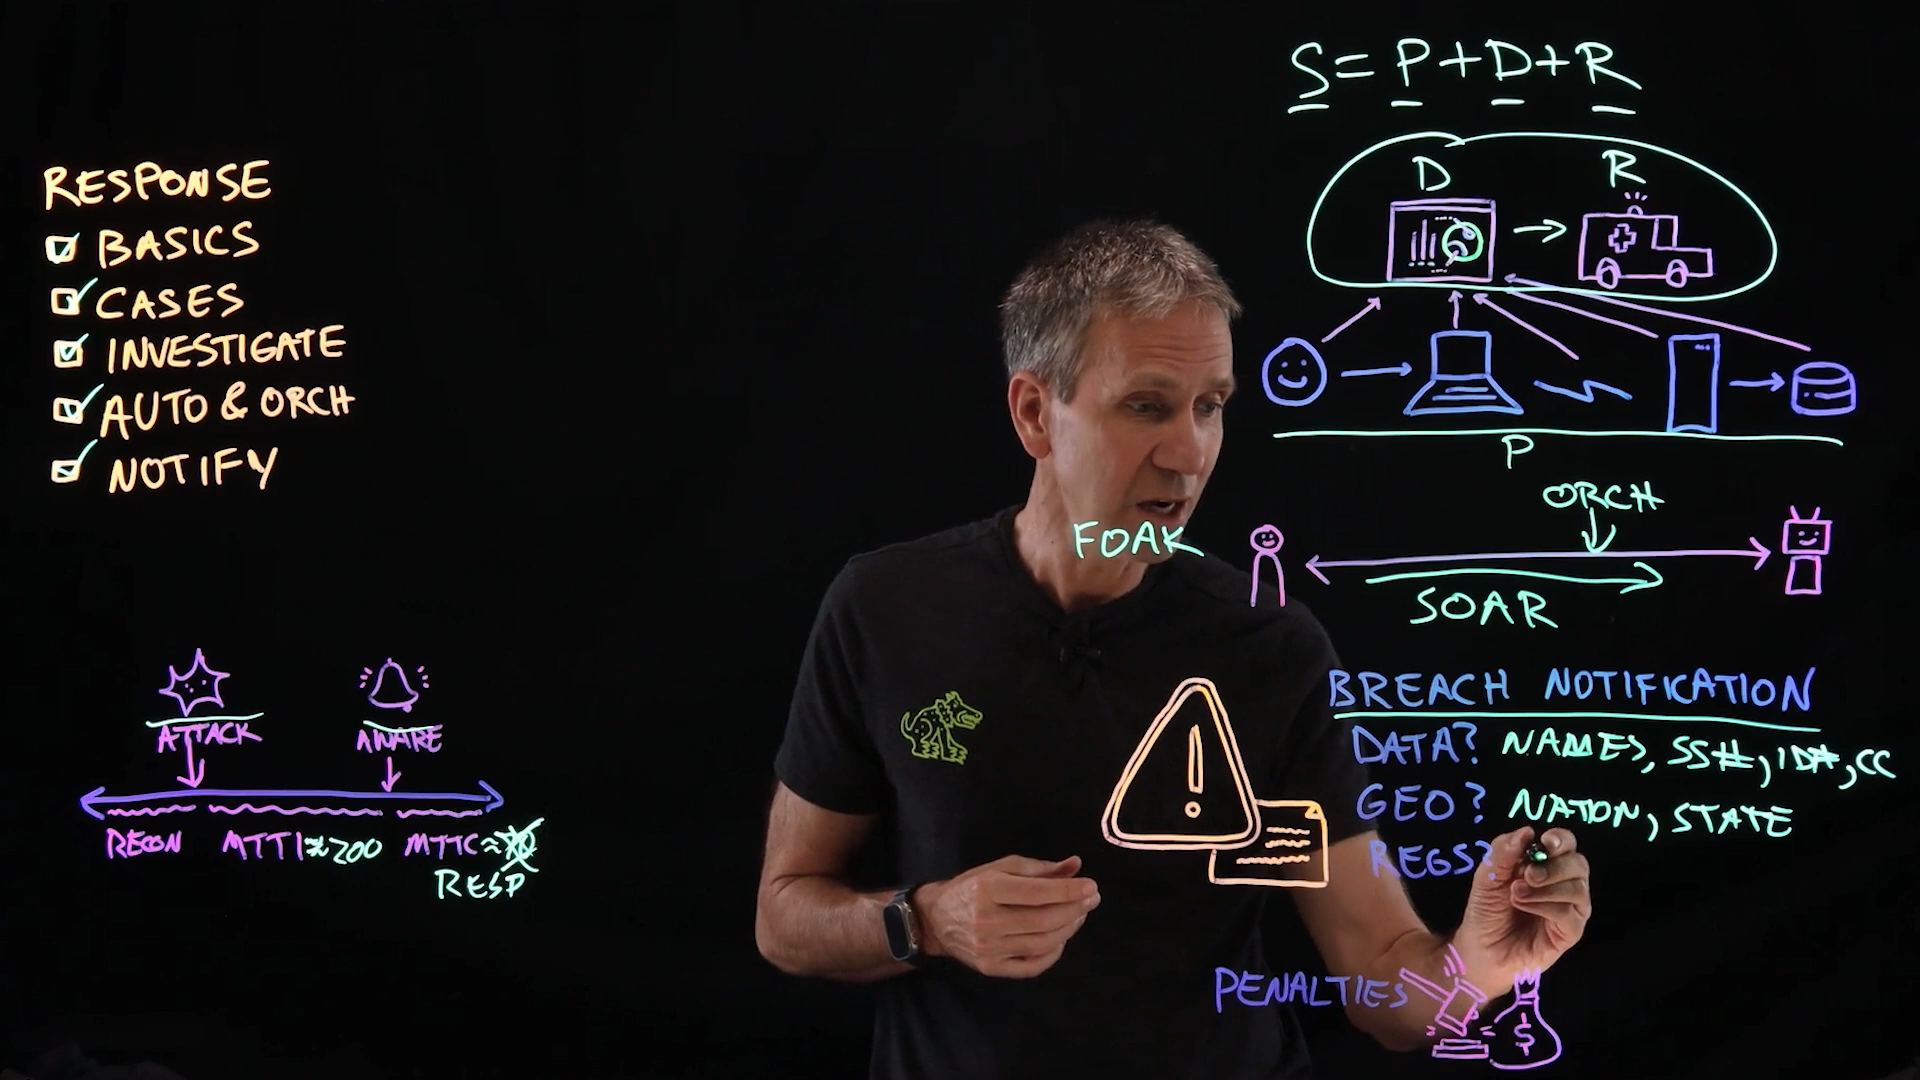 RESPONSE
BASICS
CASES
INVESTIGATE
AUTO & ORCH
NOTIFY
ATTACK
AWARE
RECON MTTI≈200 MTTC≈
RESP
S=P+D+R
D R
P
ORCH
FOAK
SOAR
BREACH NOTIFICATION
DATA? NAMES, SS#, ID#, CC
GEO? NATION, STATE
REGS?
!
PENALTIES
$